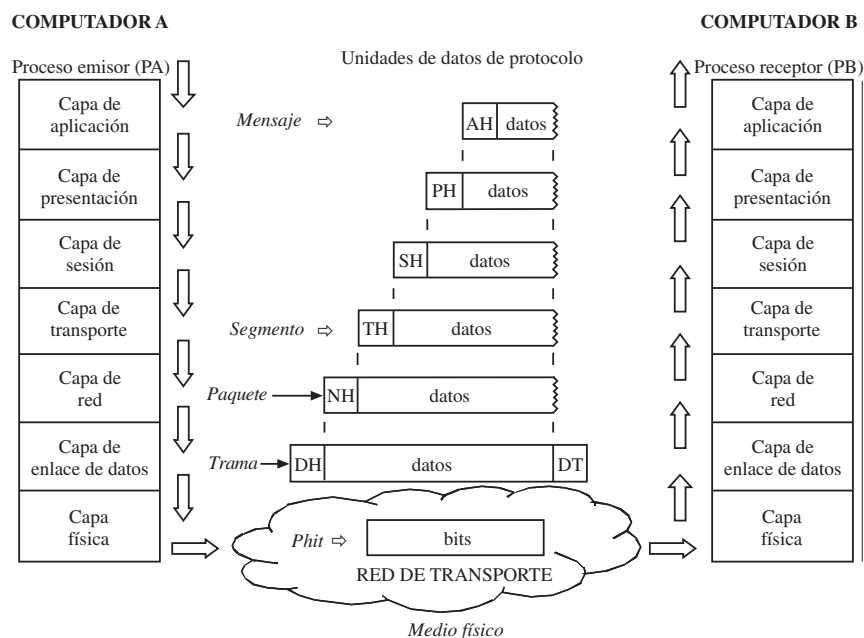 COMPUTADOR A
COMPUTADOR B
Proceso emisor (PA)
Unidades de datos de protocolo
Proceso receptor (PB)
Capa de
aplicación
Mensaje ⇨
AH
datos
Capa de
aplicación
Capa de
presentación
PH
datos
Capa de
presentación
Capa de
sesión
SH
datos
Capa de
sesión
Capa de
transporte
Segmento ⇨
TH
datos
Capa de
transporte
Capa de
red
Paquete
NH
datos
Capa de
red
Capa de
enlace de datos
Trama
DH
datos
DT
Capa de
enlace de datos
Capa
física
Phit ⇨
bits
RED DE TRANSPORTE
Capa
física
Medio físico